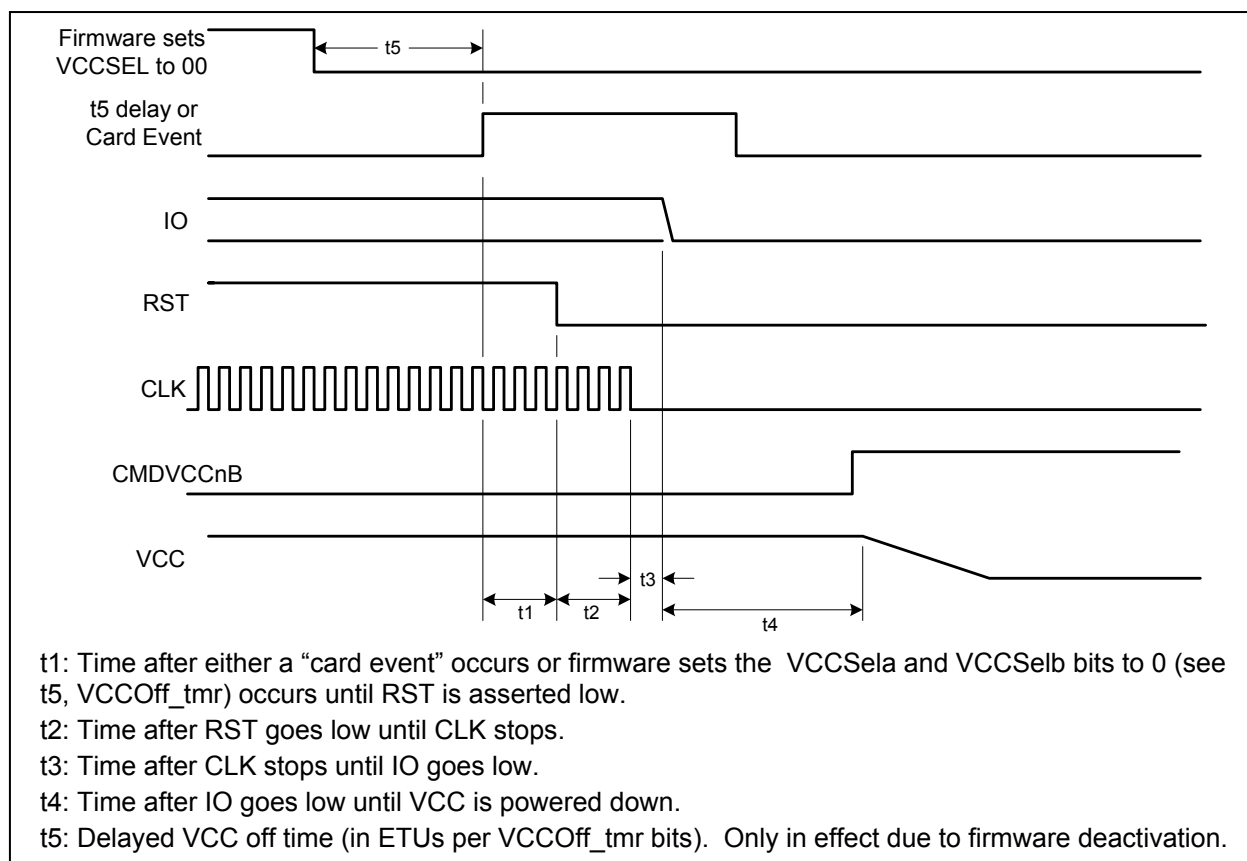 Firmware sets
VCCSEL to 00
t5
t5 delay or
Card Event
IO
RST
CLK
CMDVCCnB
VCC
t3
t1
t2
t4
t1: Time after either a “card event” occurs or firmware sets the VCCSela and VCCSelb bits to 0 (see
t5, VCCOff_tmr) occurs until RST is asserted low.
t2: Time after RST goes low until CLK stops.
t3: Time after CLK stops until IO goes low.
t4: Time after IO goes low until VCC is powered down.
t5: Delayed VCC off time (in ETUs per VCCOff_tmr bits). Only in effect due to firmware deactivation.